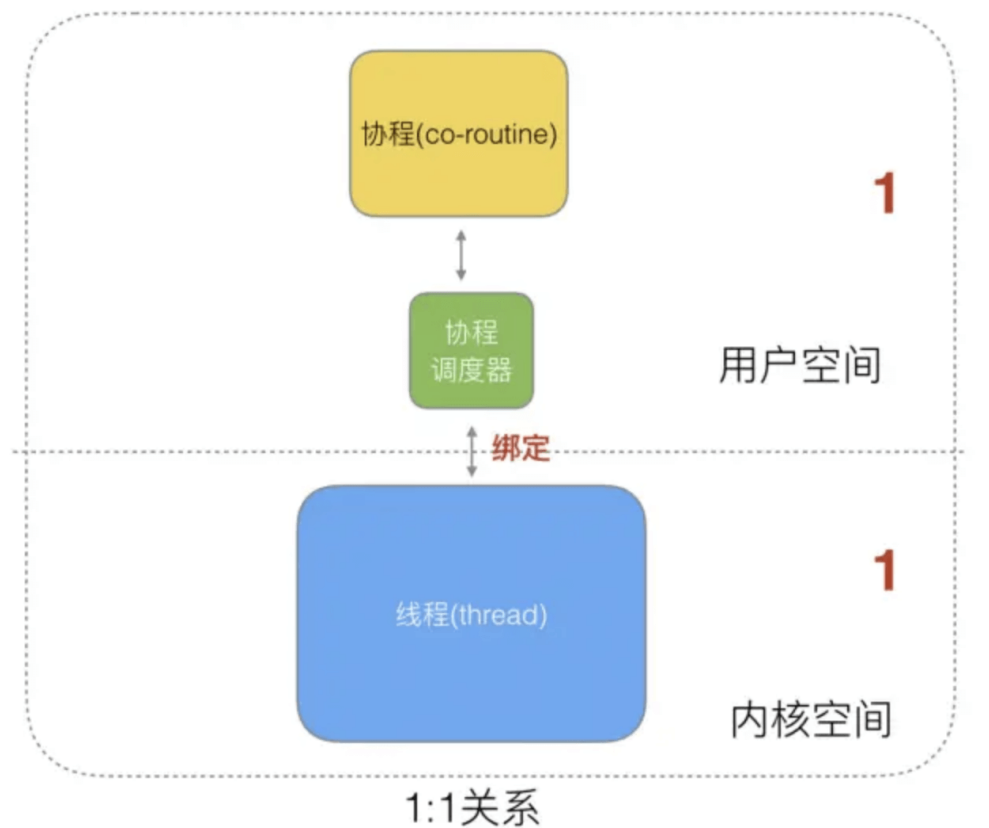 协程(co-routine)
1
协程
调度器
用户空间
绑定
线程(thread)
1
内核空间
1:1关系